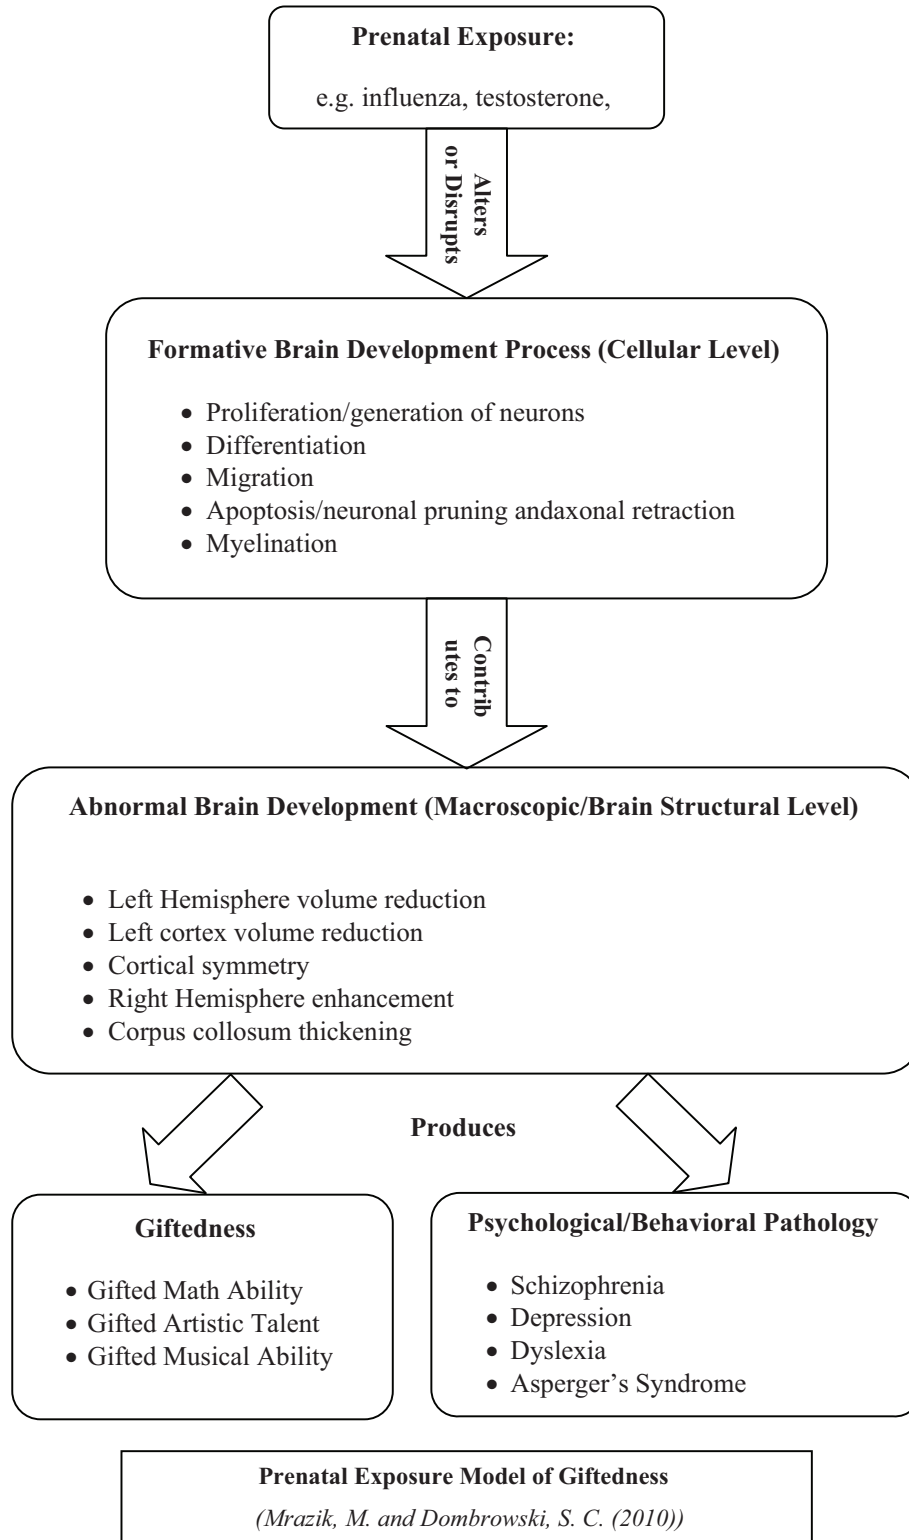 Prenatal Exposure:
e.g. influenza, testosterone,
Alters
or Disrupts
Formative Brain Development Process (Cellular Level)
• Proliferation/generation of neurons
• Differentiation
• Migration
• Apoptosis/neuronal pruning andaxonal retraction
• Myelination
Contrib
utes to
Abnormal Brain Development (Macroscopic/Brain Structural Level)
• Left Hemisphere volume reduction
• Left cortex volume reduction
• Cortical symmetry
• Right Hemisphere enhancement
• Corpus collosum thickening
Produces
Giftedness
• Gifted Math Ability
• Gifted Artistic Talent
• Gifted Musical Ability
Psychological/Behavioral Pathology
• Schizophrenia
• Depression
• Dyslexia
• Asperger’s Syndrome
Prenatal Exposure Model of Giftedness
(Mrazik, M. and Dombrowski, S. C. (2010))